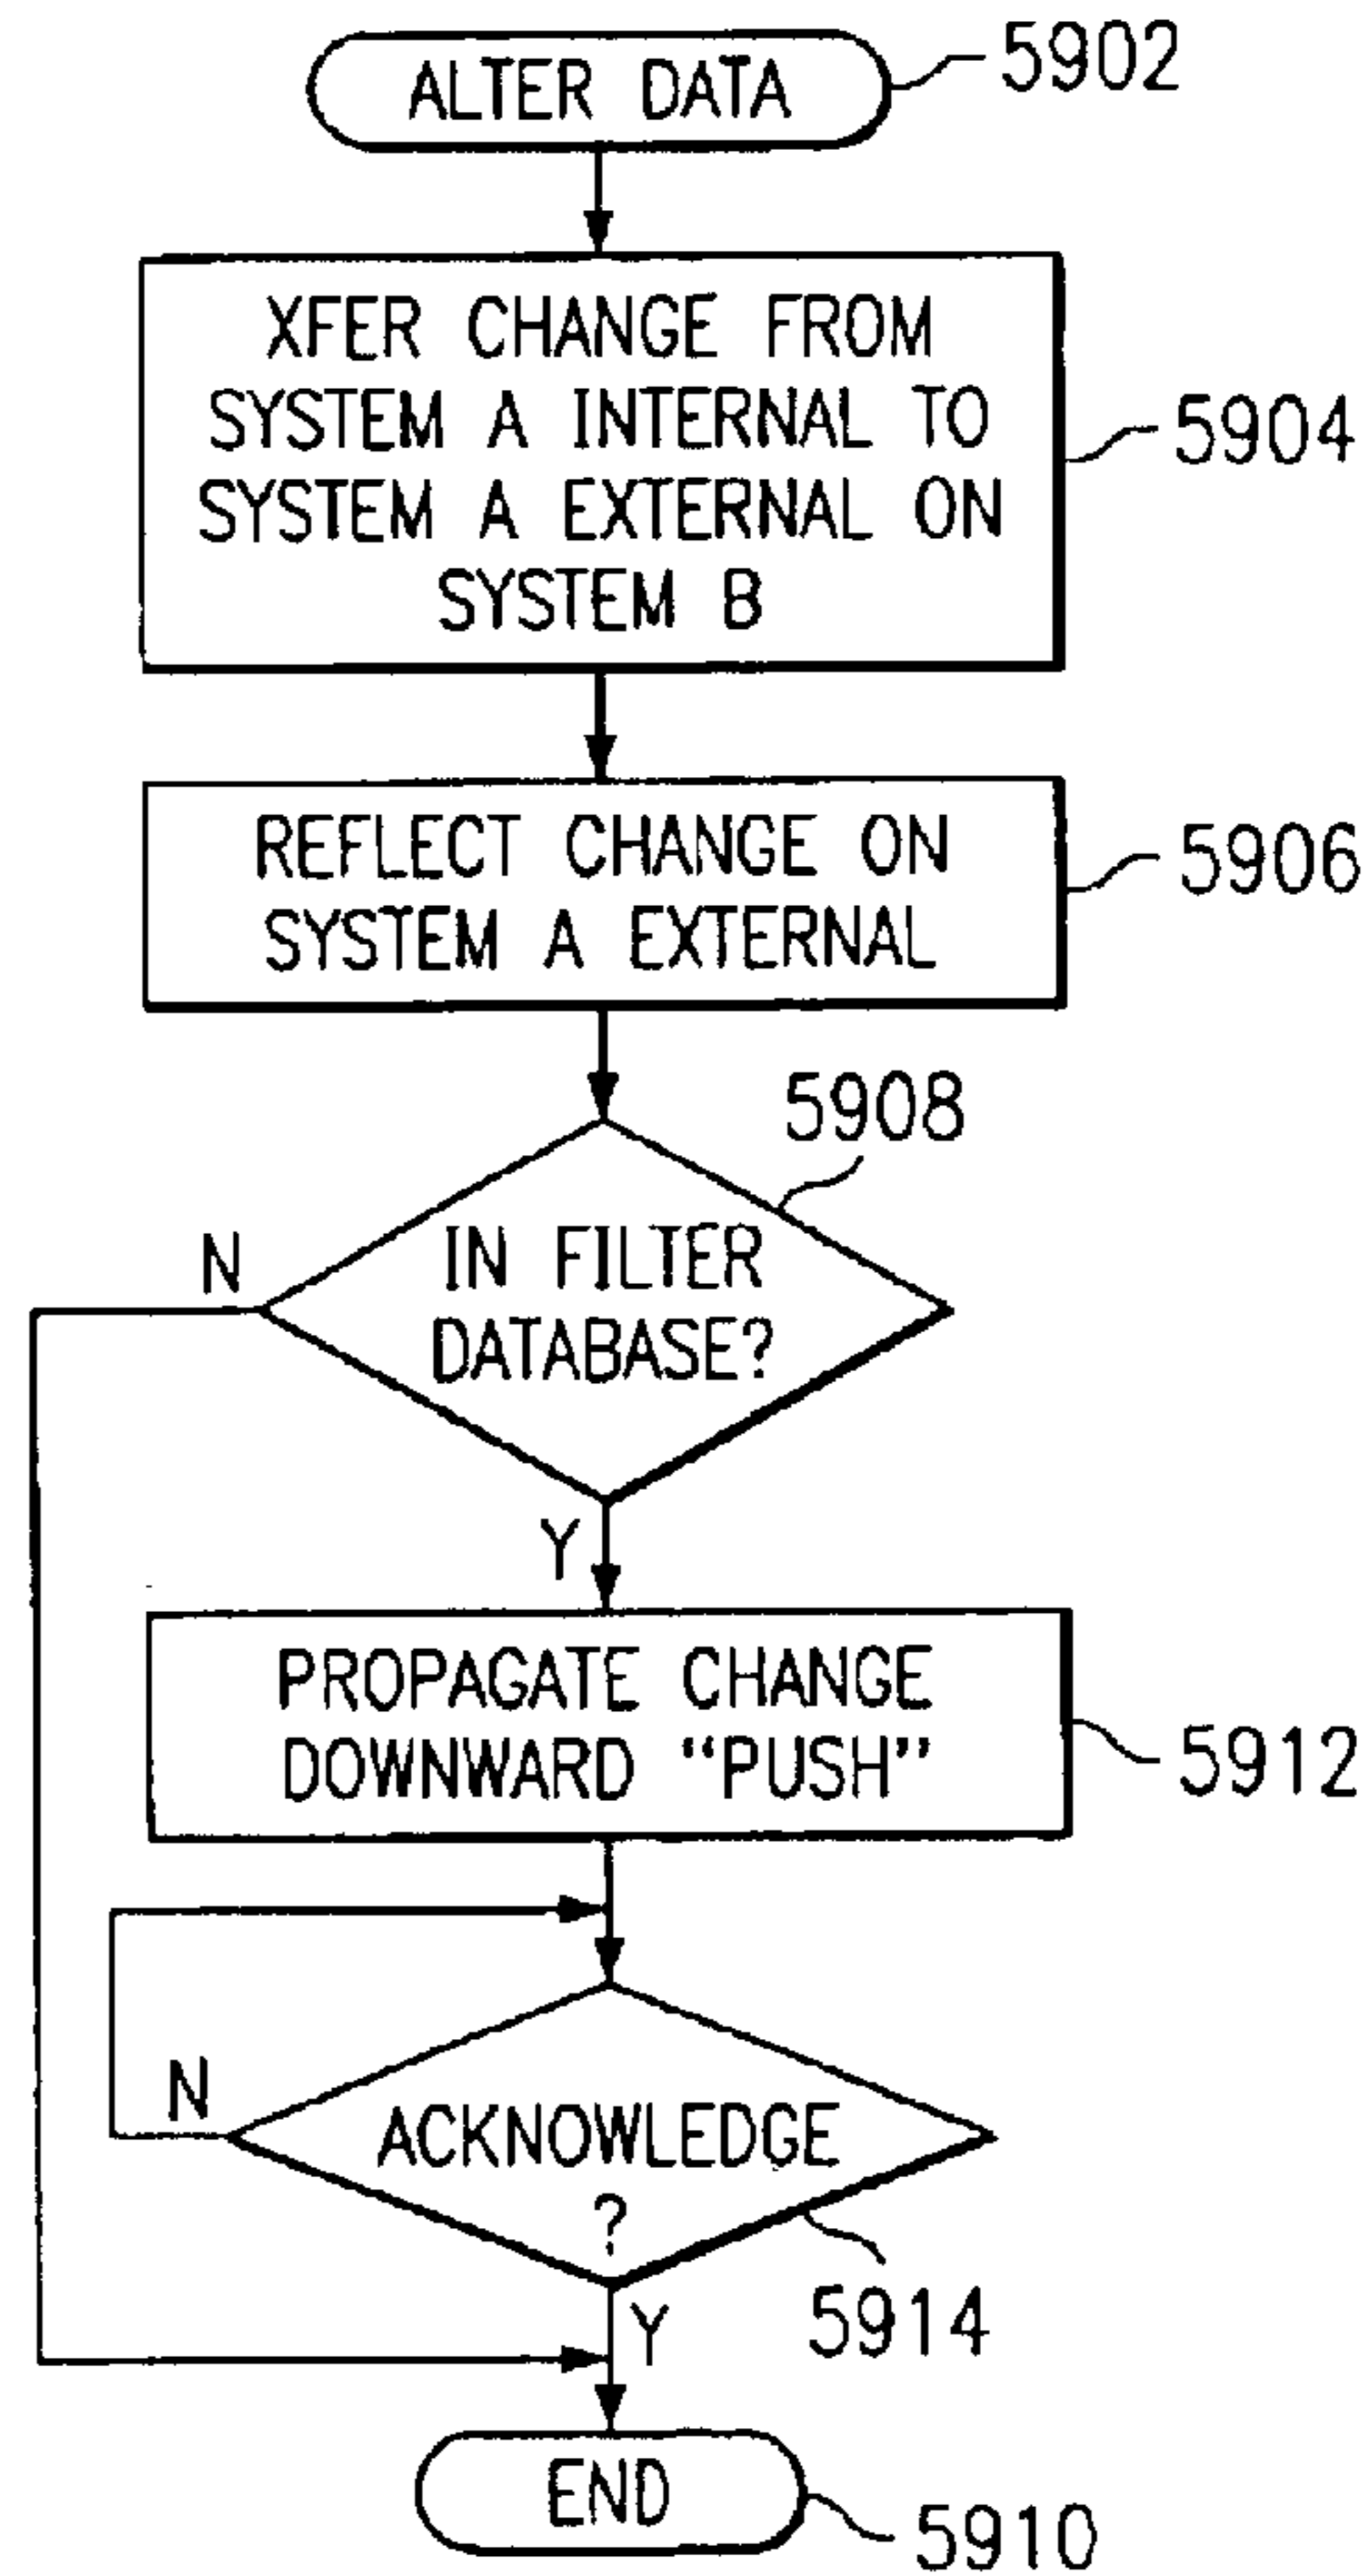 ALTER DATA
5902
XFER CHANGE FROM
SYSTEM A INTERNAL TO
SYSTEM A EXTERNAL ON
SYSTEM B
5904
REFLECT CHANGE ON
SYSTEM A EXTERNAL
5906
5908
IN FILTER
DATABASE?
N
Y
PROPAGATE CHANGE
DOWNWARD “PUSH”
5912
N
ACKNOWLEDGE
?
5914
Y
END
5910